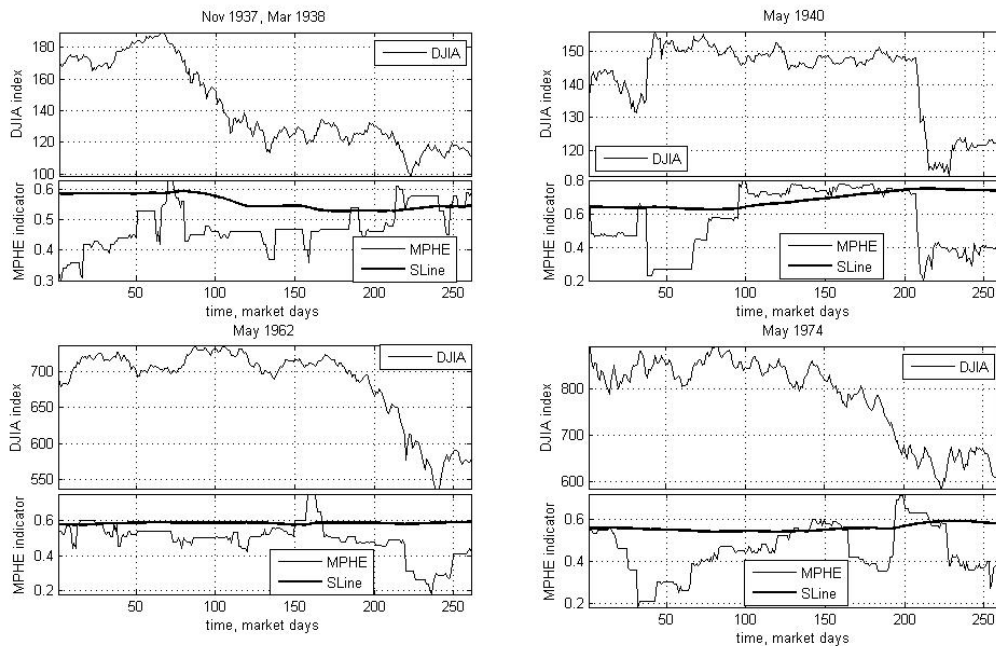 Nov 1937, Mar 1938
DJIA index
180
160
140
120
100
DJIA
MPHE indicator
0.6
0.5
0.4
0.3
MPHE
SLine
50 100 150 200 250
time, market days
May 1940
DJIA index
150
140
130
120
DJIA
MPHE indicator
0.8
0.6
0.4
0.2
MPHE
SLine
50 100 150 200 250
time, market days
May 1962
DJIA index
700
650
600
550
DJIA
MPHE indicator
0.6
0.4
0.2
MPHE
SLine
50 100 150 200 250
time, market days
May 1974
DJIA index
800
700
600
DJIA
MPHE indicator
0.6
0.4
0.2
MPHE
SLine
50 100 150 200 250
time, market days